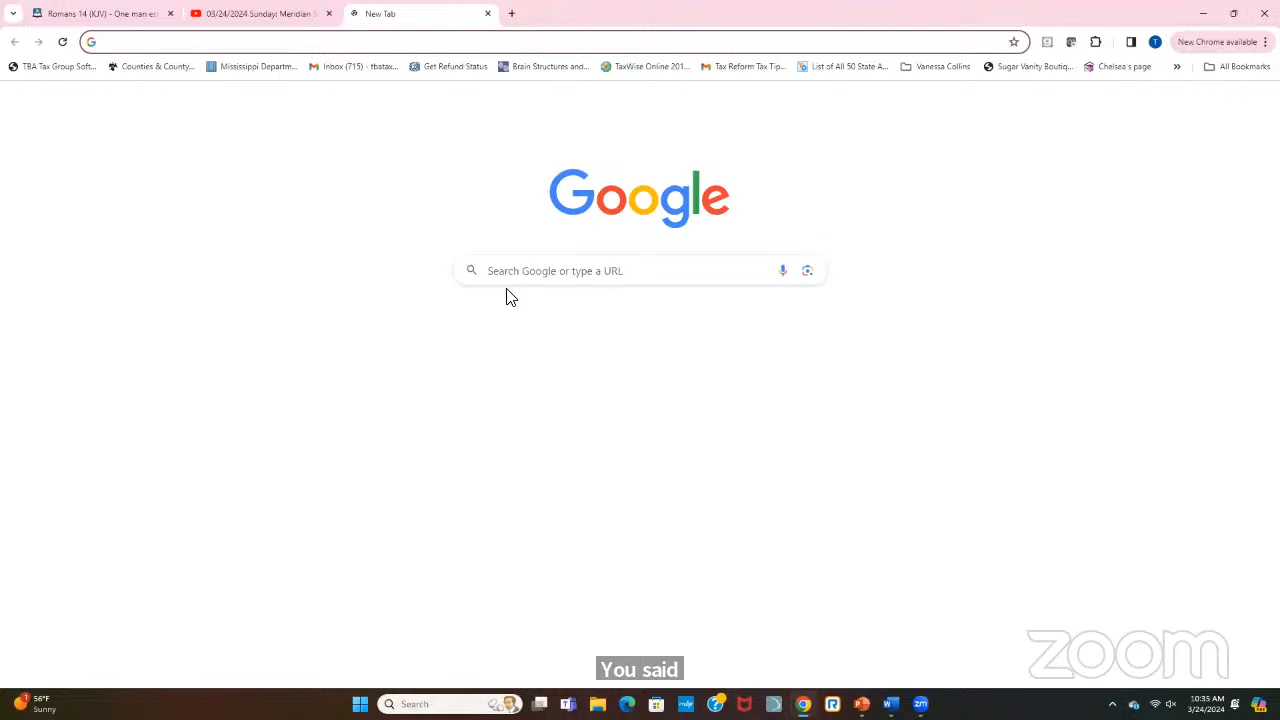 Romans 14 (KJV) - One man es
03/24/2024 Sunday: Meridian S
New Tab
New Chrome available
TBA Tax Group Soft...
Counties & County...
Mississippi Departm...
Inbox (715) - tbatax...
Get Refund Status
Brain Structures and...
TaxWise Online 201...
Tax Reform Tax Tip...
List of All 50 State A...
Vanessa Collins
Sugar Vanity Boutiq...
Chelsea's page
All Bookmarks
Google
Search Google or type a URL
zoom
You said
1
56°F
Sunny
Search
10:35 AM
3/24/2024